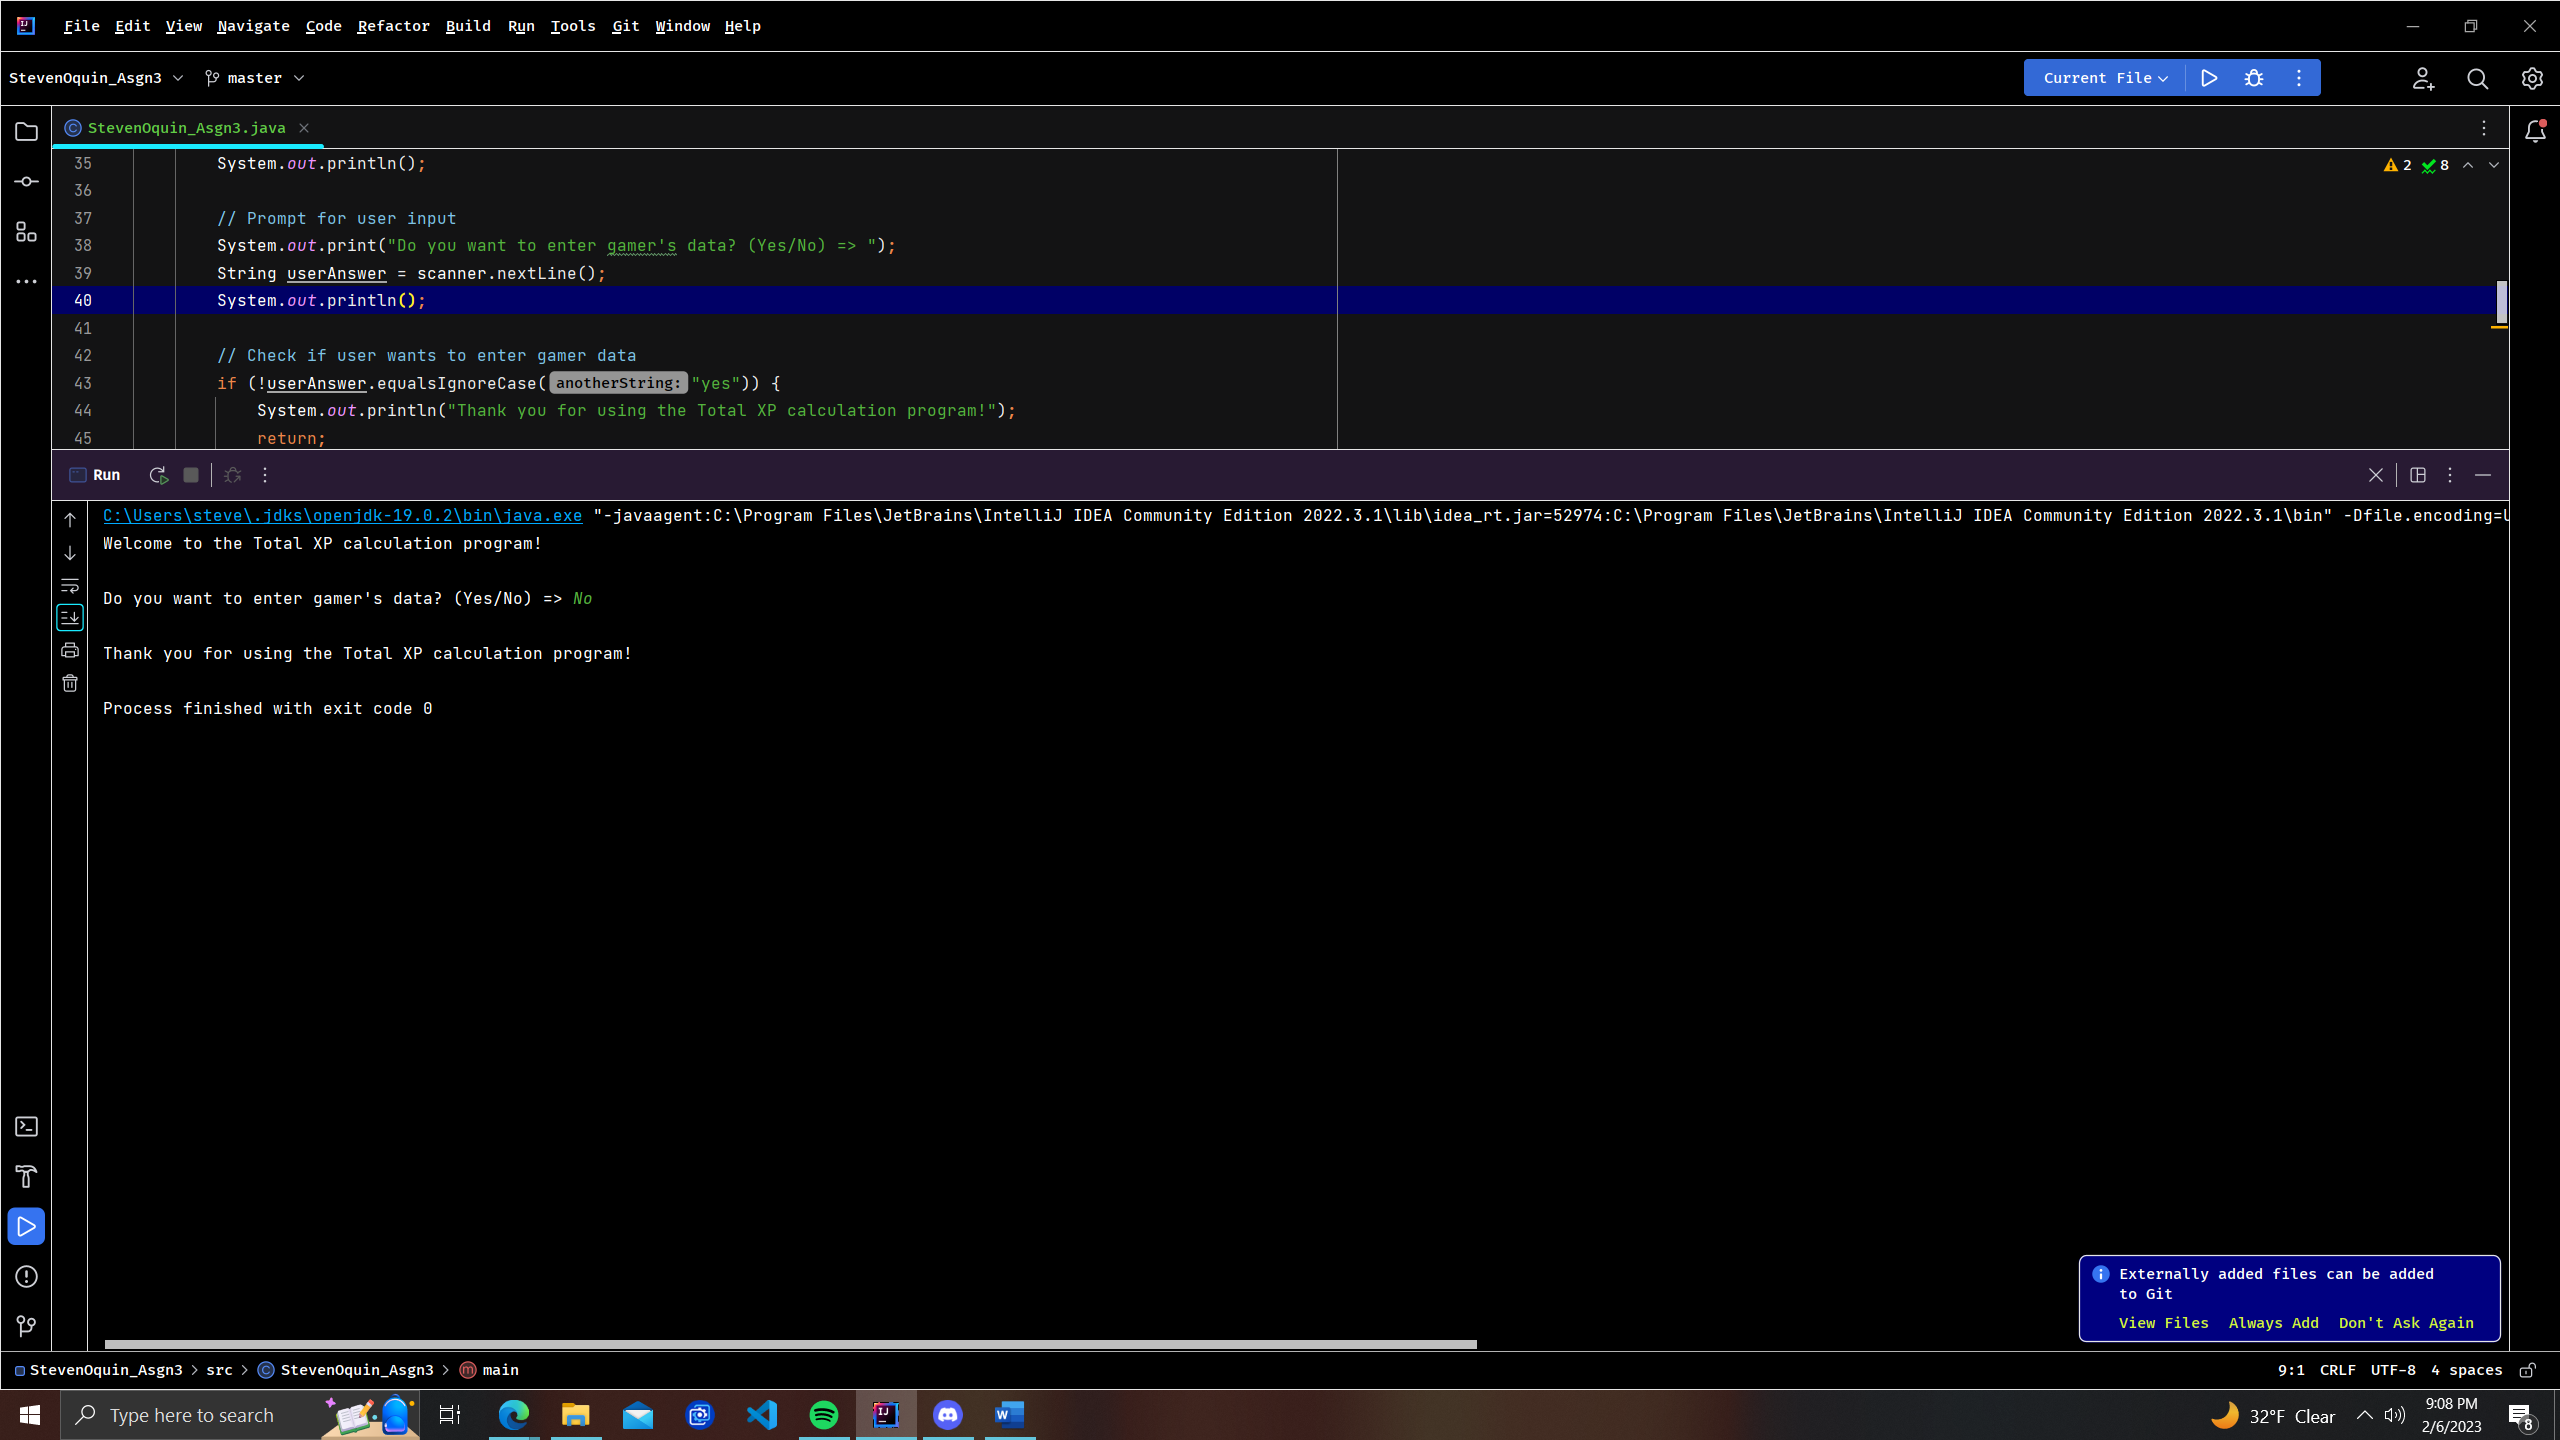 File Edit View Navigate Code Refactor Build Run Tools Git Window Help
StevenOquin_Asgn3 master Current File
StevenOquin_Asgn3.java
35 System.out.println();
2 8
36
37 // Prompt for user input
38 System.out.print("Do you want to enter gamer's data? (Yes/No) => ");
39 String userAnswer = scanner.nextLine();
40 System.out.println();
41
42 // Check if user wants to enter gamer data
43 if (!userAnswer.equalsIgnoreCase( anotherString: "yes")) {
44 System.out.println("Thank you for using the Total XP calculation program!");
45 return;
Run
C:\Users\steve\.jdks\openjdk-19.0.2\bin\java.exe "-javaagent:C:\Program Files\JetBrains\IntelliJ IDEA Community Edition 2022.3.1\lib\idea_rt.jar=52974:C:\Program Files\JetBrains\IntelliJ IDEA Community Edition 2022.3.1\bin" -Dfile.encoding=U
Welcome to the Total XP calculation program!
Do you want to enter gamer's data? (Yes/No) => No
Thank you for using the Total XP calculation program!
Process finished with exit code 0
Externally added files can be added
to Git
View Files Always Add Don't Ask Again
StevenOquin_Asgn3 > src > StevenOquin_Asgn3 > main 9:1 CRLF UTF-8 4 spaces
Type here to search
32°F Clear
9:08 PM
2/6/2023
8